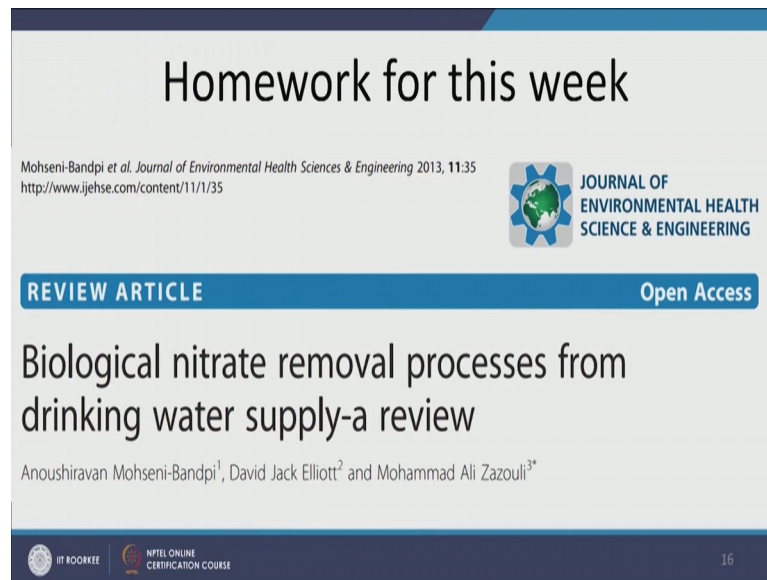 Homework for this week
Mohseni-Bandpi et al. Journal of Environmental Health Sciences & Engineering 2013, 11:35
http://www.ijehse.com/content/11/1/35
JOURNAL OF
ENVIRONMENTAL HEALTH
SCIENCE & ENGINEERING
REVIEW ARTICLE Open Access
Biological nitrate removal processes from
drinking water supply-a review
Anoushiravan Mohseni-Bandpi1, David Jack Elliott2 and Mohammad Ali Zazouli3*
IIT ROORKEE
NPTEL ONLINE
CERTIFICATION COURSE
16